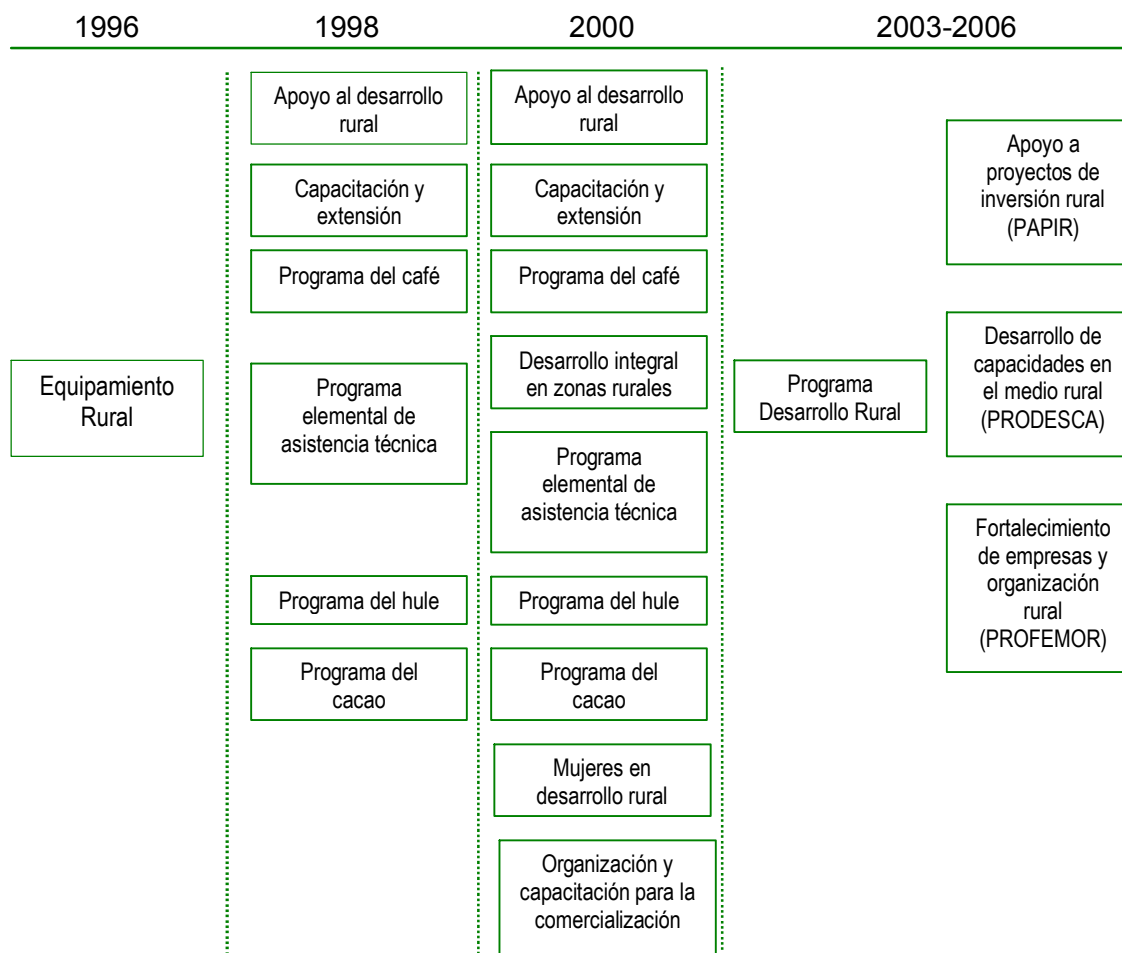 1996 1998 2000 2003-2006
Equipamiento
Rural
Apoyo al desarrollo
rural
Capacitación y
extensión
Programa del café
Programa
elemental de
asistencia técnica
Programa del hule
Programa del
cacao
Apoyo al desarrollo
rural
Capacitación y
extensión
Programa del café
Desarrollo integral
en zonas rurales
Programa
elemental de
asistencia técnica
Programa del hule
Programa del
cacao
Mujeres en
desarrollo rural
Organización y
capacitación para la
comercialización
Programa
Desarrollo Rural
Apoyo a
proyectos de
inversión rural
(PAPIR)
Desarrollo de
capacidades en
el medio rural
(PRODESCA)
Fortalecimiento
de empresas y
organización
rural
(PROFEMOR)